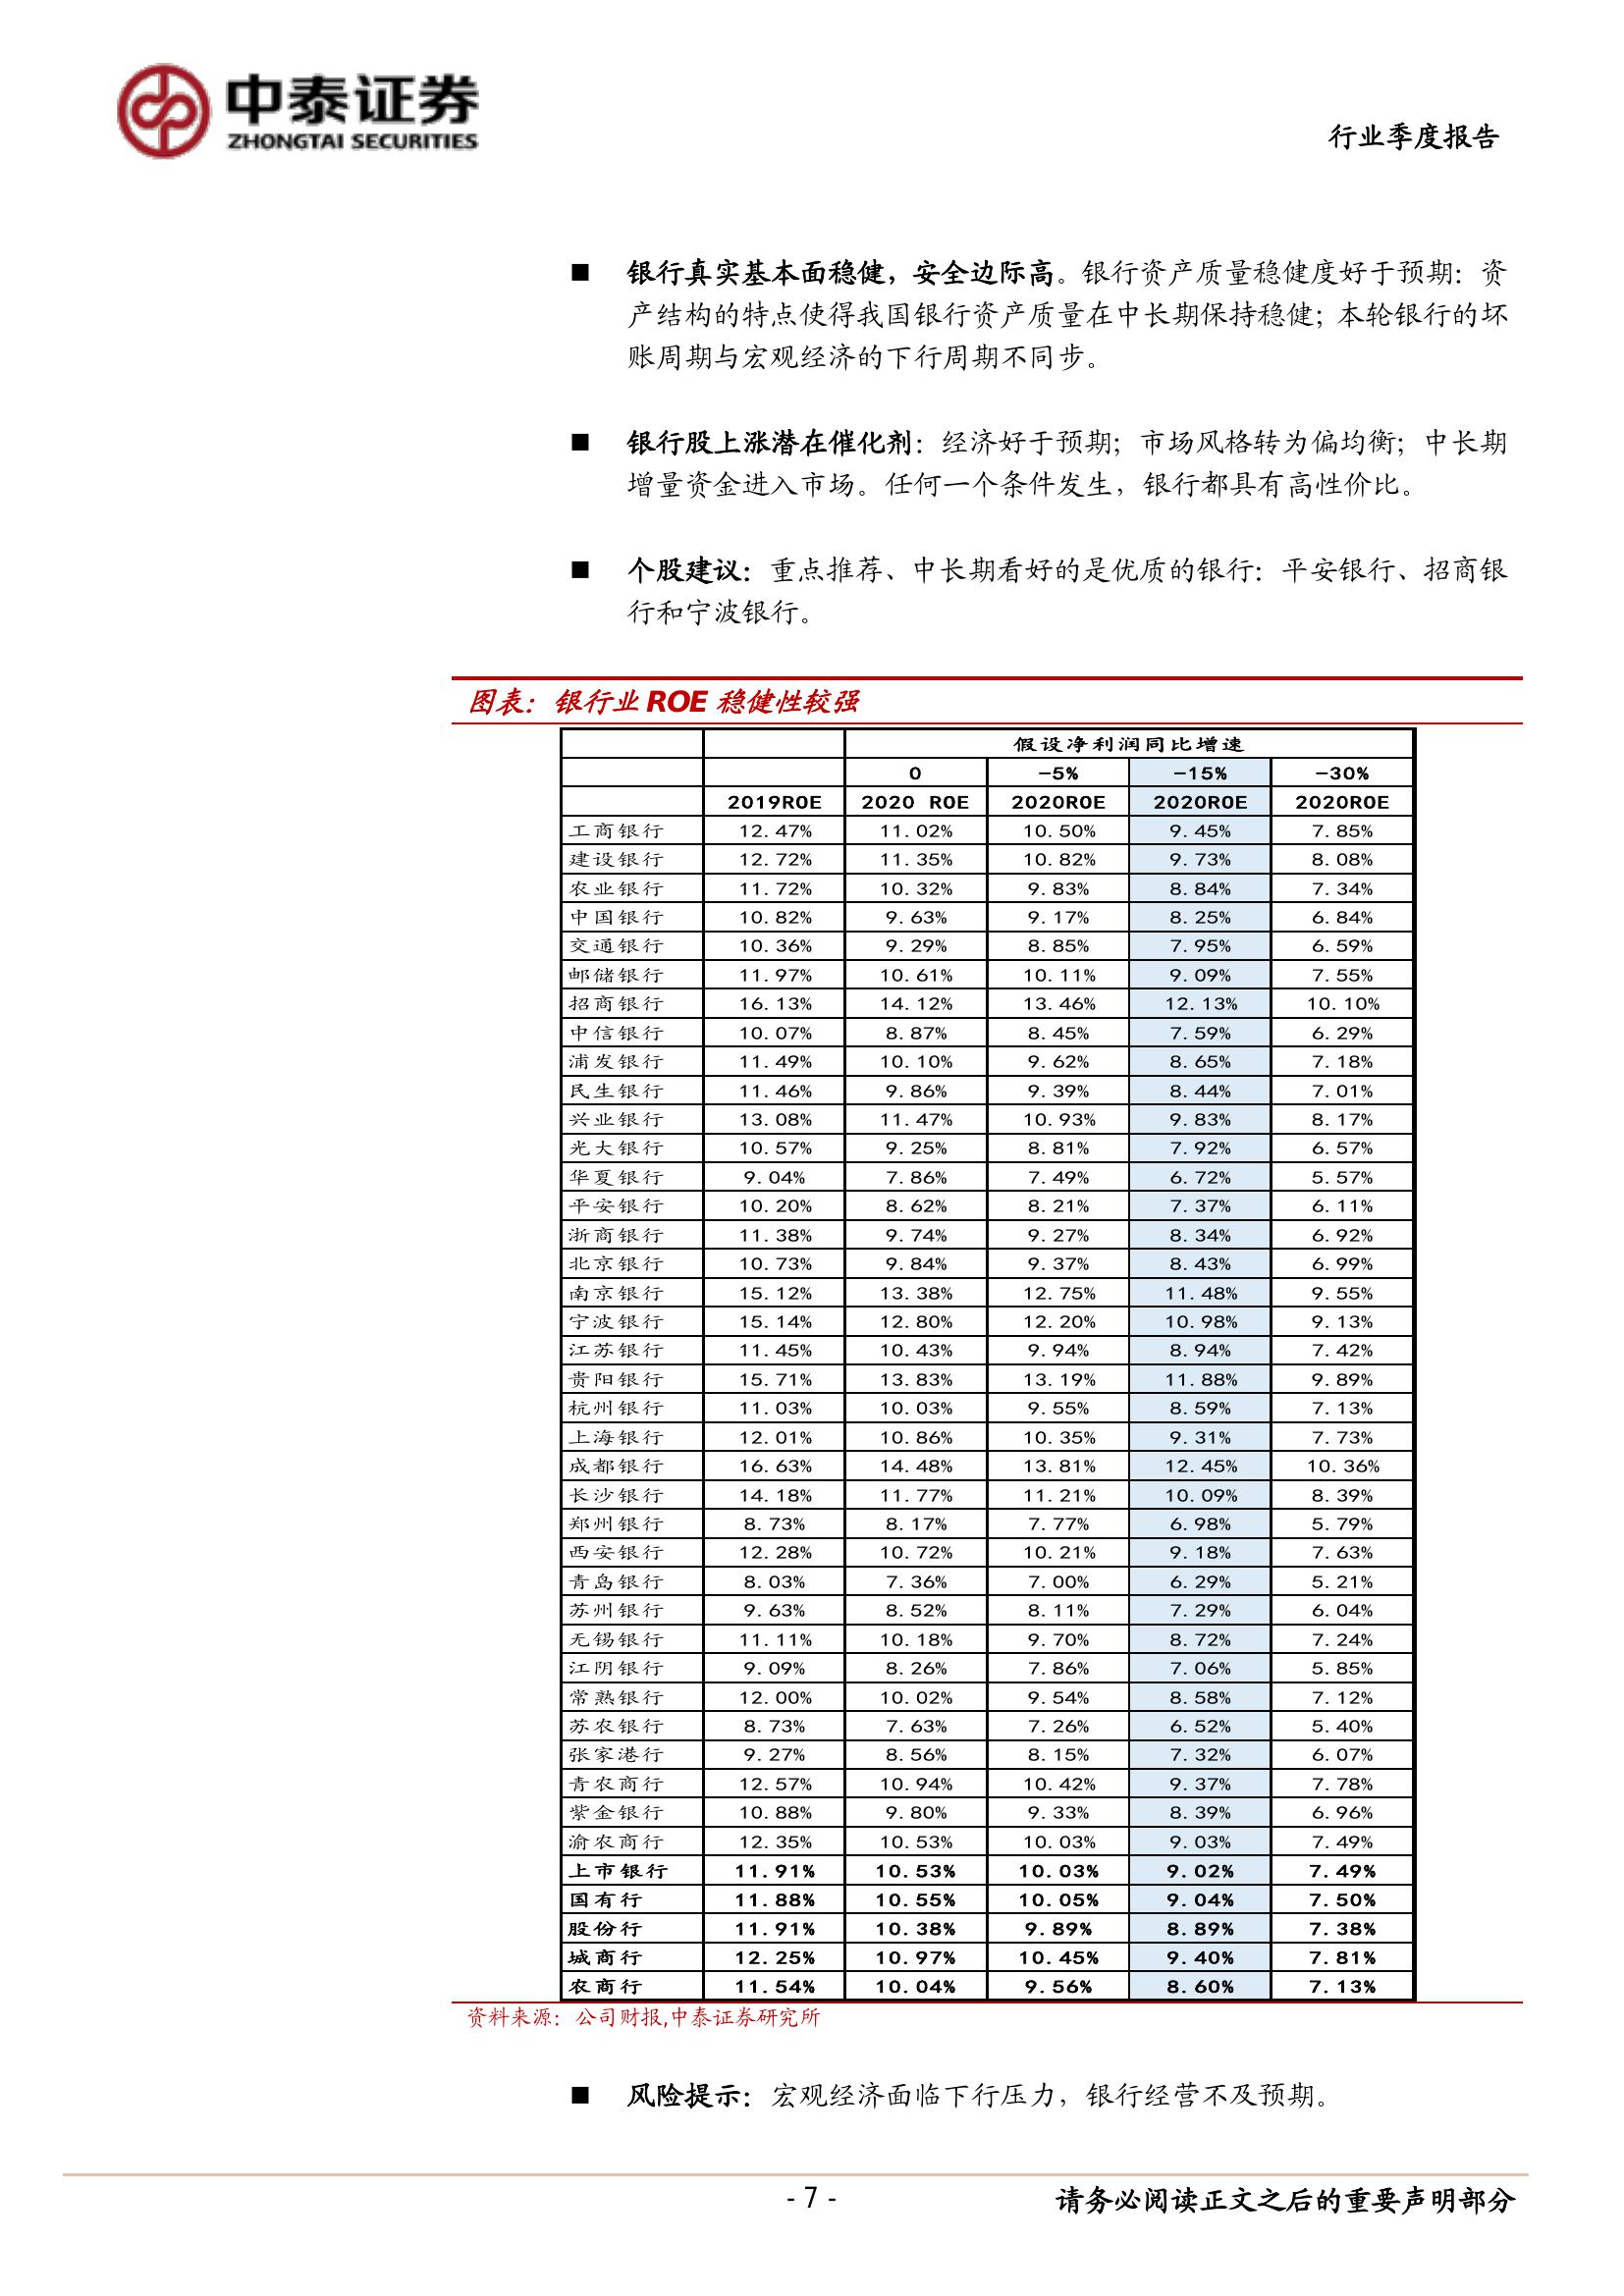 中泰证券
ZHONGTAI SECURITIES
行业季度报告
■ 银行真实基本面稳健，安全边际高。银行资产质量稳健度好于预期：资
产结构的特点使得我国银行资产质量在中长期保持稳健；本轮银行的坏
账周期与宏观经济的下行周期不同步。
■ 银行股上涨潜在催化剂：经济好于预期；市场风格转为偏均衡；中长期
增量资金进入市场。任何一个条件发生，银行都具有高性价比。
■ 个股建议：重点推荐、中长期看好的是优质的银行：平安银行、招商银
行和宁波银行。
图表：银行业 ROE 稳健性较强
假设净利润同比增速
0 -5% -15% -30%
2019ROE 2020 ROE 2020ROE 2020ROE 2020ROE
工商银行 12.47% 11.02% 10.50% 9.45% 7.85%
建设银行 12.72% 11.35% 10.82% 9.73% 8.08%
农业银行 11.72% 10.32% 9.83% 8.84% 7.34%
中国银行 10.82% 9.63% 9.17% 8.25% 6.84%
交通银行 10.36% 9.29% 8.85% 7.95% 6.59%
邮储银行 11.97% 10.61% 10.11% 9.09% 7.55%
招商银行 16.13% 14.12% 13.46% 12.13% 10.10%
中信银行 10.07% 8.87% 8.45% 7.59% 6.29%
浦发银行 11.49% 10.10% 9.62% 8.65% 7.18%
民生银行 11.46% 9.86% 9.39% 8.44% 7.01%
兴业银行 13.08% 11.47% 10.93% 9.83% 8.17%
光大银行 10.57% 9.25% 8.81% 7.92% 6.57%
华夏银行 9.04% 7.86% 7.49% 6.72% 5.57%
平安银行 10.20% 8.62% 8.21% 7.37% 6.11%
浙商银行 11.38% 9.74% 9.27% 8.34% 6.92%
北京银行 10.73% 9.84% 9.37% 8.43% 6.99%
南京银行 15.12% 13.38% 12.75% 11.48% 9.55%
宁波银行 15.14% 12.80% 12.20% 10.98% 9.13%
江苏银行 11.45% 10.43% 9.94% 8.94% 7.42%
贵阳银行 15.71% 13.83% 13.19% 11.88% 9.89%
杭州银行 11.03% 10.03% 9.55% 8.59% 7.13%
上海银行 12.01% 10.86% 10.35% 9.31% 7.73%
成都银行 16.63% 14.48% 13.81% 12.45% 10.36%
长沙银行 14.18% 11.77% 11.21% 10.09% 8.39%
郑州银行 8.73% 8.17% 7.77% 6.98% 5.79%
西安银行 12.28% 10.72% 10.21% 9.18% 7.63%
青岛银行 8.03% 7.36% 7.00% 6.29% 5.21%
苏州银行 9.63% 8.52% 8.11% 7.29% 6.04%
无锡银行 11.11% 10.18% 9.70% 8.72% 7.24%
江阴银行 9.09% 8.26% 7.86% 7.06% 5.85%
常熟银行 12.00% 10.02% 9.54% 8.58% 7.12%
苏农银行 8.73% 7.63% 7.26% 6.52% 5.40%
张家港行 9.27% 8.56% 8.15% 7.32% 6.07%
青农商行 12.57% 10.94% 10.42% 9.37% 7.78%
紫金银行 10.88% 9.80% 9.33% 8.39% 6.96%
渝农商行 12.35% 10.53% 10.03% 9.03% 7.49%
上市银行 11.91% 10.53% 10.03% 9.02% 7.49%
国有行 11.88% 10.55% 10.05% 9.04% 7.50%
股份行 11.91% 10.38% 9.89% 8.89% 7.38%
城商行 12.25% 10.97% 10.45% 9.40% 7.81%
农商行 11.54% 10.04% 9.56% 8.60% 7.13%
资料来源：公司财报,中泰证券研究所
■ 风险提示：宏观经济面临下行压力，银行经营不及预期。
- 7 -
请务必阅读正文之后的重要声明部分